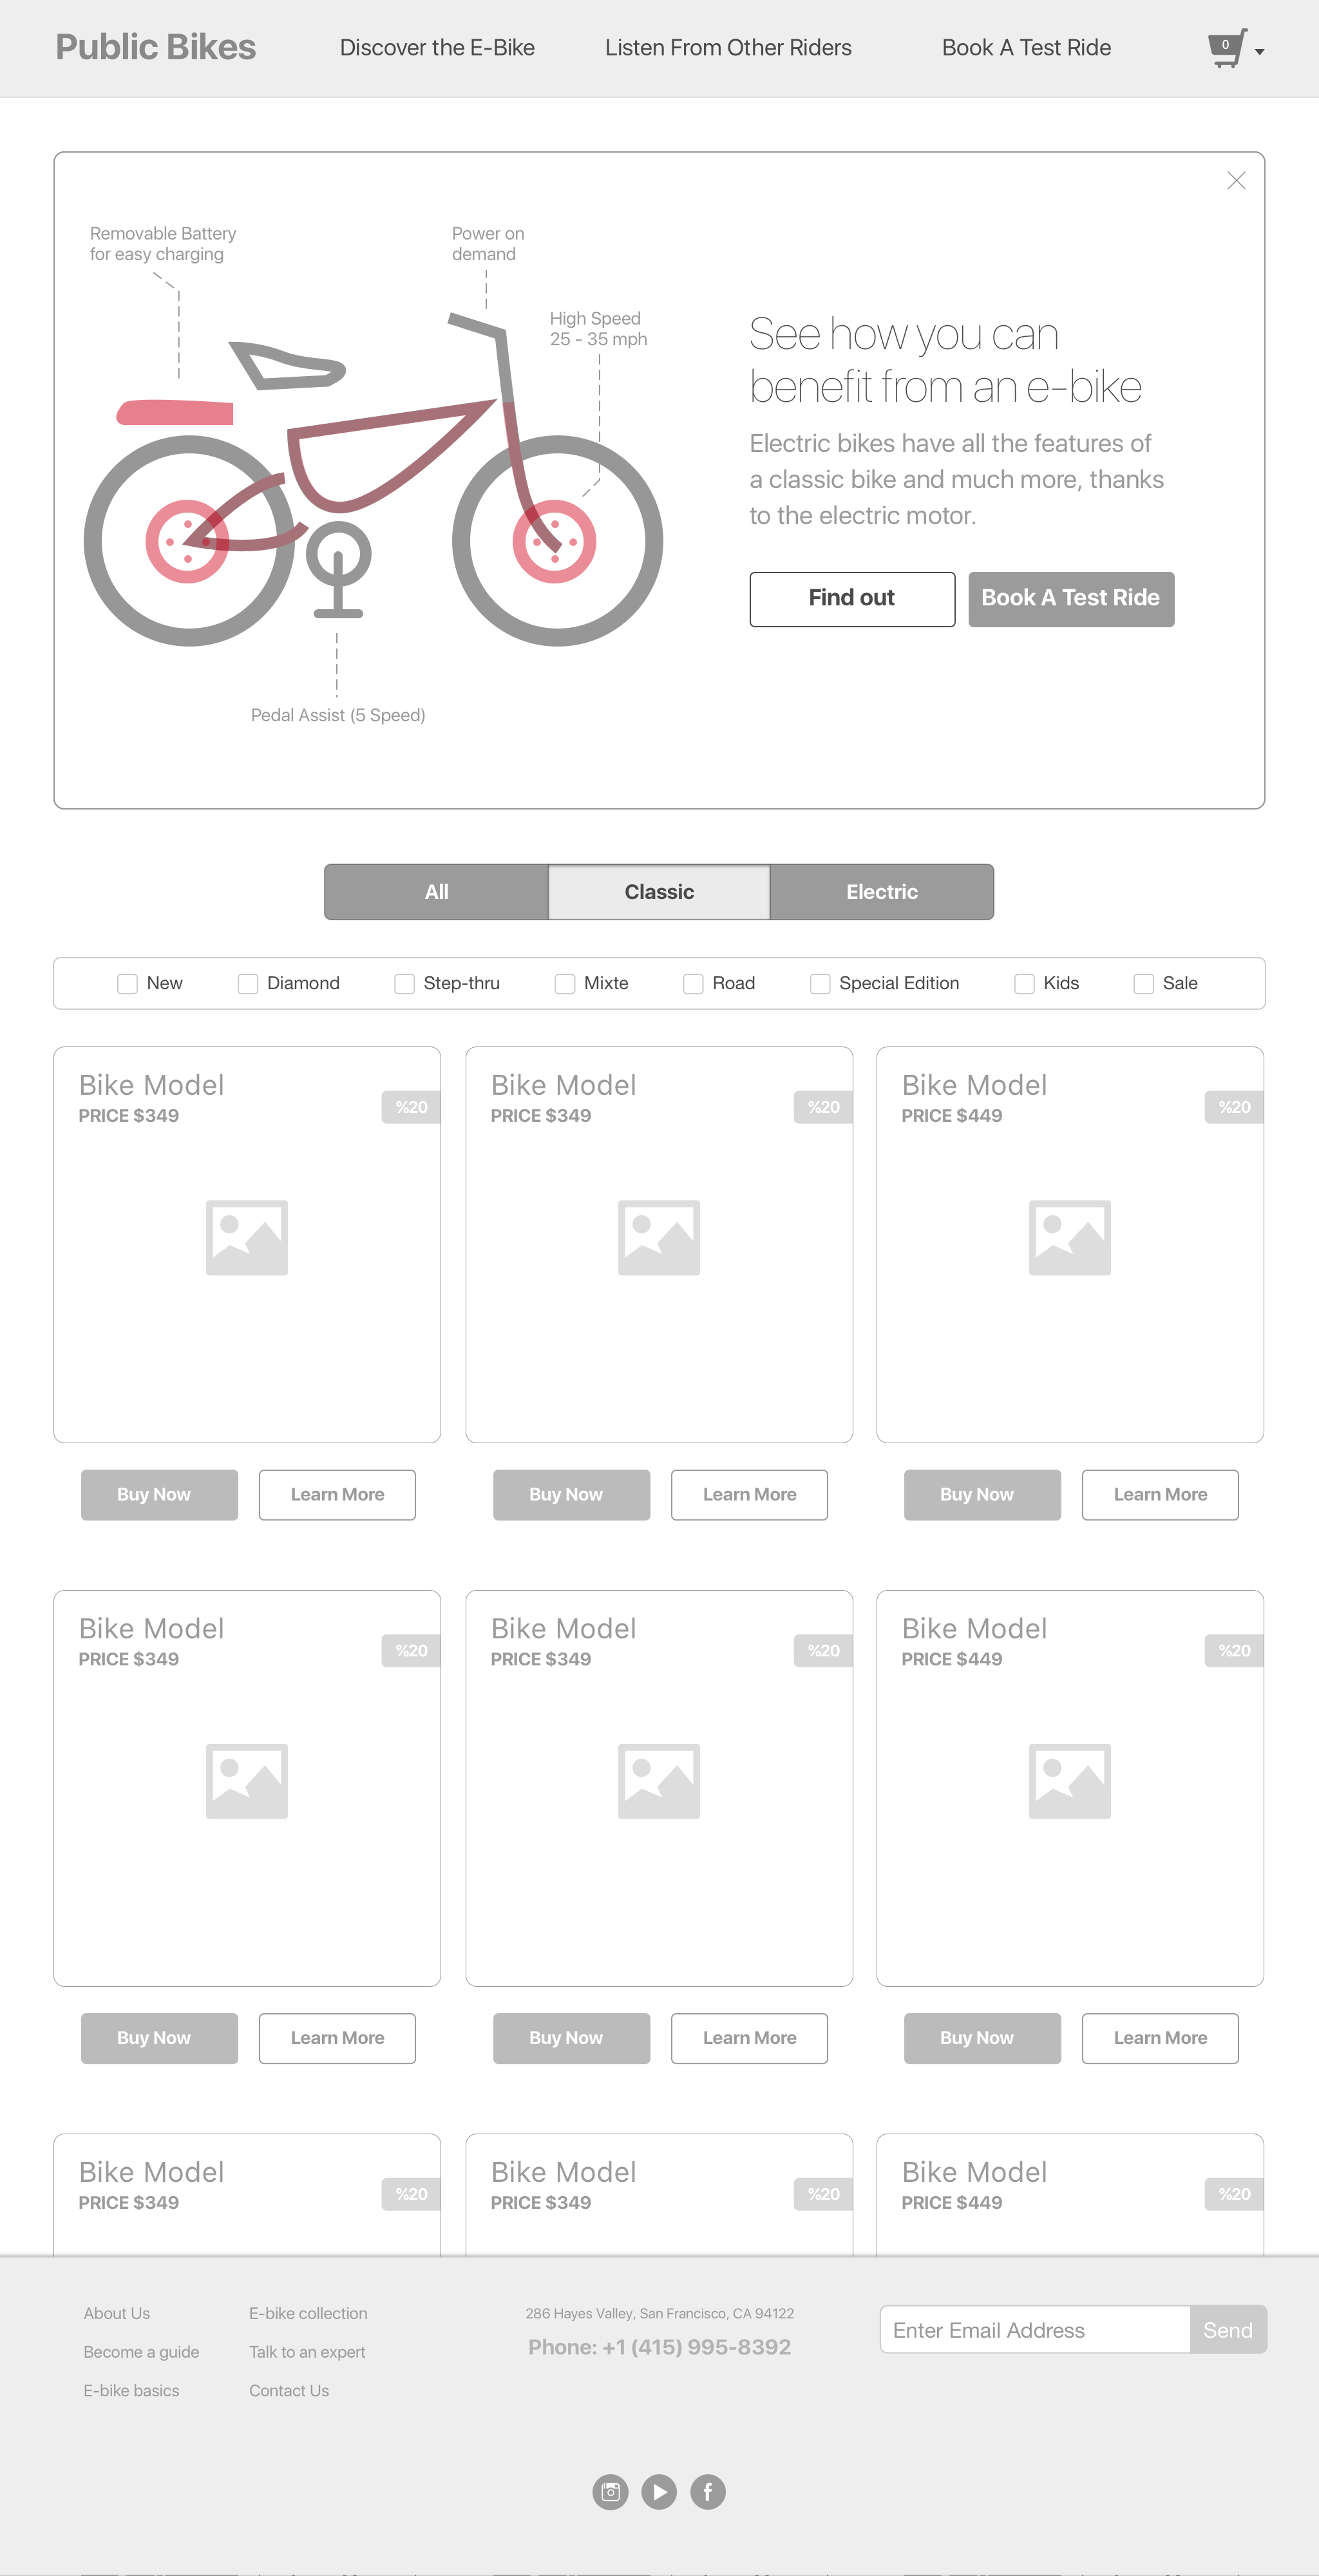 Public Bikes
Discover the E-Bike
Listen From Other Riders
Book A Test Ride
0
Removable Battery
for easy charging
Power on
demand
High Speed
25 - 35 mph
Pedal Assist (5 Speed)
See how you can
benefit from an e-bike
Electric bikes have all the features of
a classic bike and much more, thanks
to the electric motor.
Find out
Book A Test Ride
All
Classic
Electric
New
Diamond
Step-thru
Mixte
Road
Special Edition
Kids
Sale
Bike Model
PRICE $349
%20
Bike Model
PRICE $349
%20
Bike Model
PRICE $449
%20
Buy Now
Learn More
Buy Now
Learn More
Buy Now
Learn More
Bike Model
PRICE $349
%20
Bike Model
PRICE $349
%20
Bike Model
PRICE $449
%20
Buy Now
Learn More
Buy Now
Learn More
Buy Now
Learn More
Bike Model
PRICE $349
%20
Bike Model
PRICE $349
%20
Bike Model
PRICE $449
%20
About Us
Become a guide
E-bike basics
E-bike collection
Talk to an expert
Contact Us
286 Hayes Valley, San Francisco, CA 94122
Phone: +1 (415) 995-8392
Enter Email Address
Send